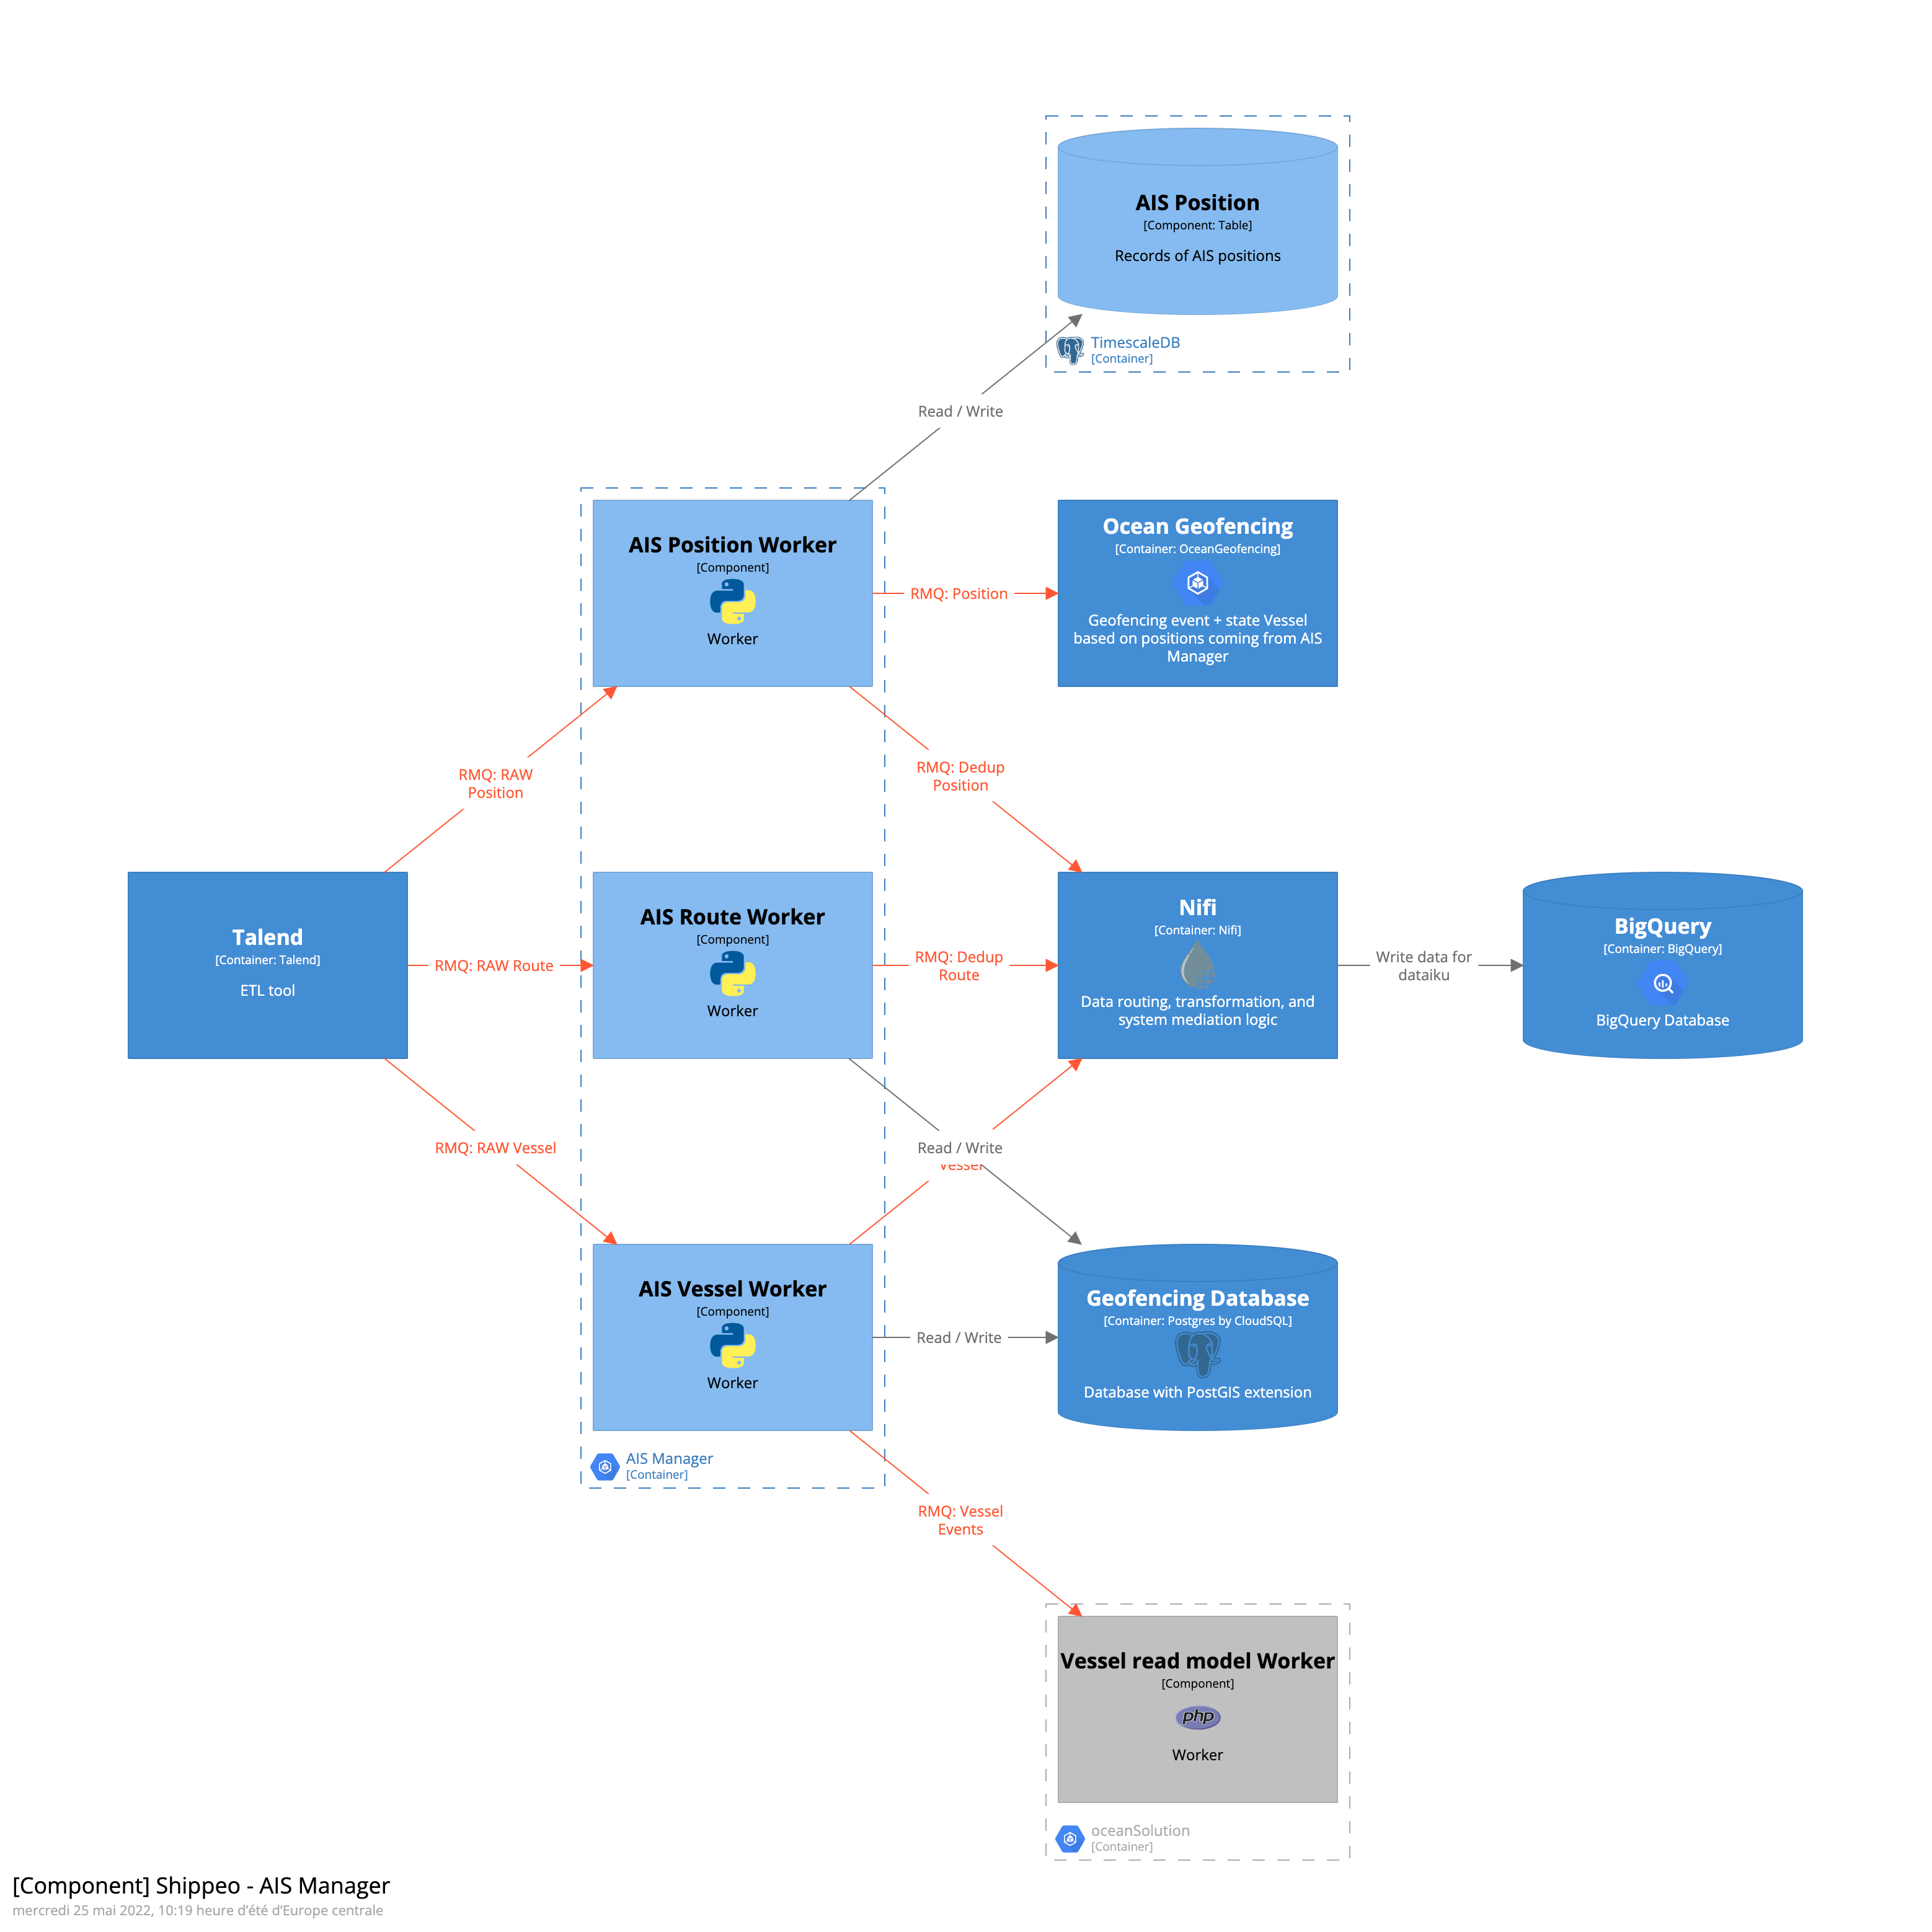 AIS Position
[Component: Table]
Records of AIS positions
TimescaleDB
[Container]
Read / Write
AIS Position Worker
[Component]
Worker
RMQ: Position
Ocean Geofencing
[Container: OceanGeofencing]
Geofencing event + state Vessel
based on positions coming from AIS
Manager
RMQ: RAW
Position
RMQ: Dedup
Position
Talend
[Container: Talend]
ETL tool
RMQ: RAW Route
AIS Route Worker
[Component]
Worker
RMQ: Dedup
Route
Nifi
[Container: Nifi]
Data routing, transformation, and
system mediation logic
Write data for
dataiku
BigQuery
[Container: BigQuery]
BigQuery Database
RMQ: RAW Vessel
Read / Write
Vessel
AIS Vessel Worker
[Component]
Worker
Read / Write
Geofencing Database
[Container: Postgres by CloudSQL]
Database with PostGIS extension
AIS Manager
[Container]
RMQ: Vessel
Events
Vessel read model Worker
[Component]
php
Worker
oceanSolution
[Container]
[Component] Shippeo - AIS Manager
mercredi 25 mai 2022, 10:19 heure d’été d’Europe centrale